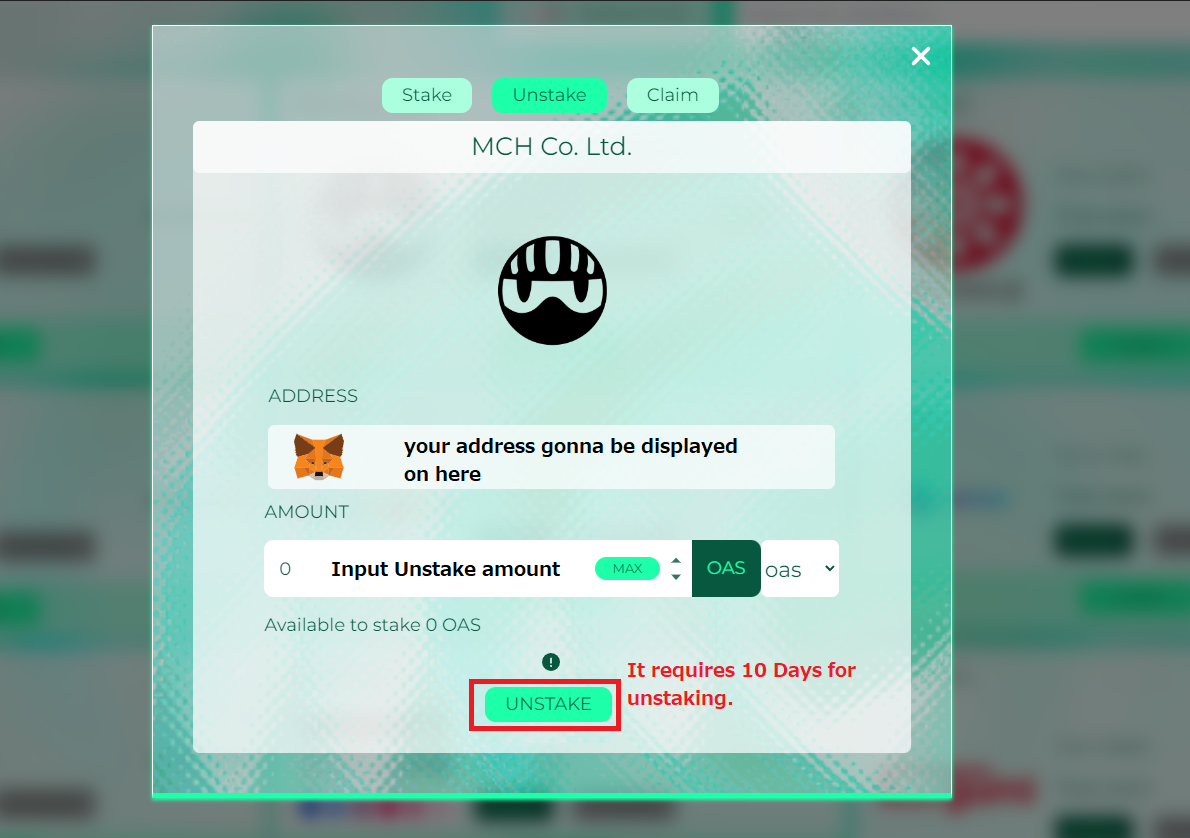 Stake Unstake Claim
MCH Co. Ltd.
ADDRESS
your address gonna be displayed
on here
AMOUNT
0 Input Unstake amount MAX OAS oas
Available to stake 0 OAS
It requires 10 Days for
unstaking.
UNSTAKE